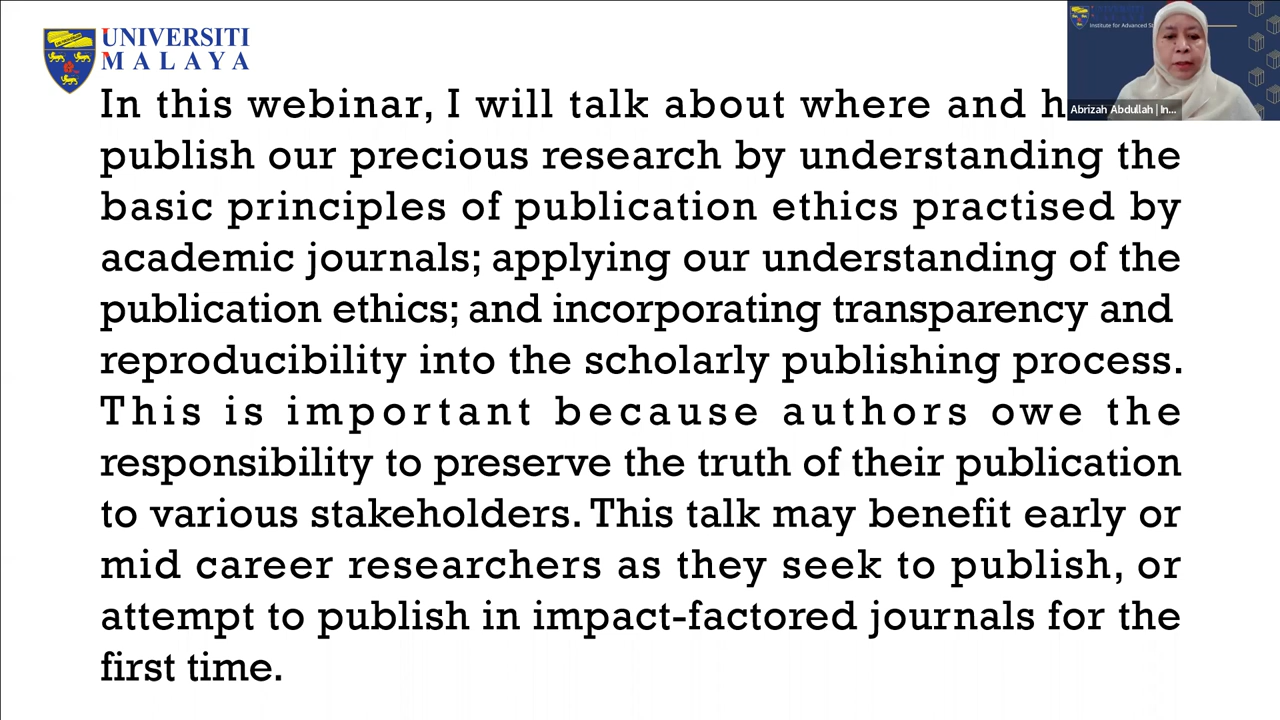 UNIVERSITI
MALAYA
Institute for Advanced
Abrizah Abdullah | In...
In this webinar, I will talk about where and
publish our precious research by understanding the
basic principles of publication ethics practised by
academic journals; applying our understanding of the
publication ethics; and incorporating transparency and
reproducibility into the scholarly publishing process.
This is important because authors owe the
responsibility to preserve the truth of their publication
to various stakeholders. This talk may benefit early or
mid career researchers as they seek to publish, or
attempt to publish in impact-factored journals for the
first time.